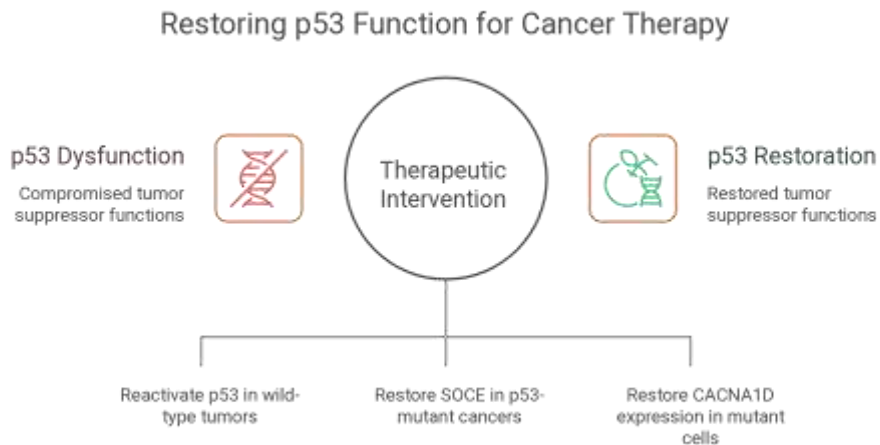 Restoring p53 Function for Cancer Therapy
p53 Dysfunction
Compromised tumor
suppressor functions
Therapeutic
Intervention
p53 Restoration
Restored tumor
suppressor functions
Reactivate p53 in wild-
type tumors
Restore SOCE in p53-
mutant cancers
Restore CACNA1D
expression in mutant
cells